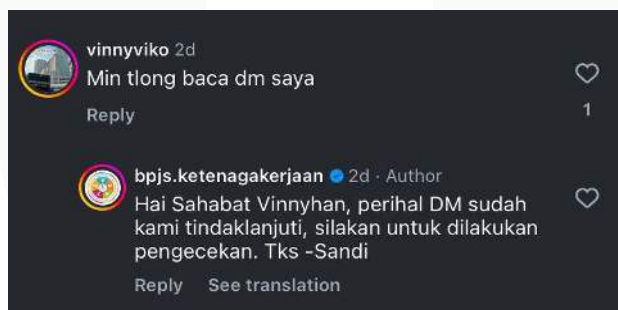 vinnyviko 2d
Min tlong baca dm saya
Reply
1
bpjs.ketenagakerjaan 2d · Author
Hai Sahabat Vinnyhan, perihal DM sudah
kami tindaklanjuti, silakan untuk dilakukan
pengecekan. Tks -Sandi
Reply See translation